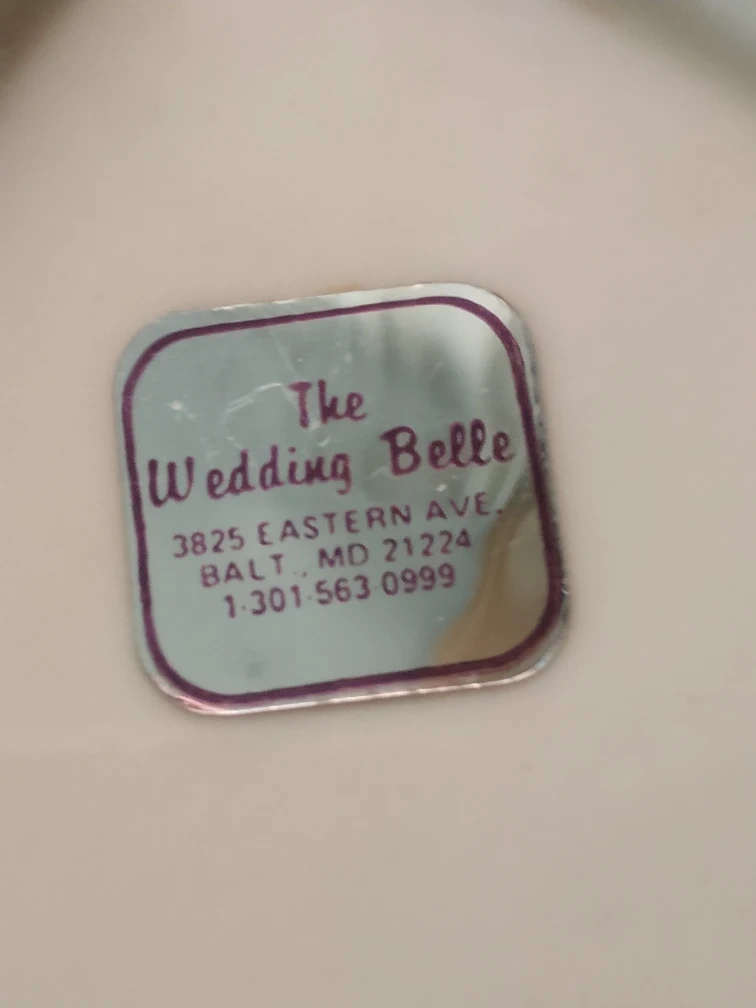 The
Wedding Belle
3825 EASTERN AVE.
BALT., MD 21224
1·301·563·0999